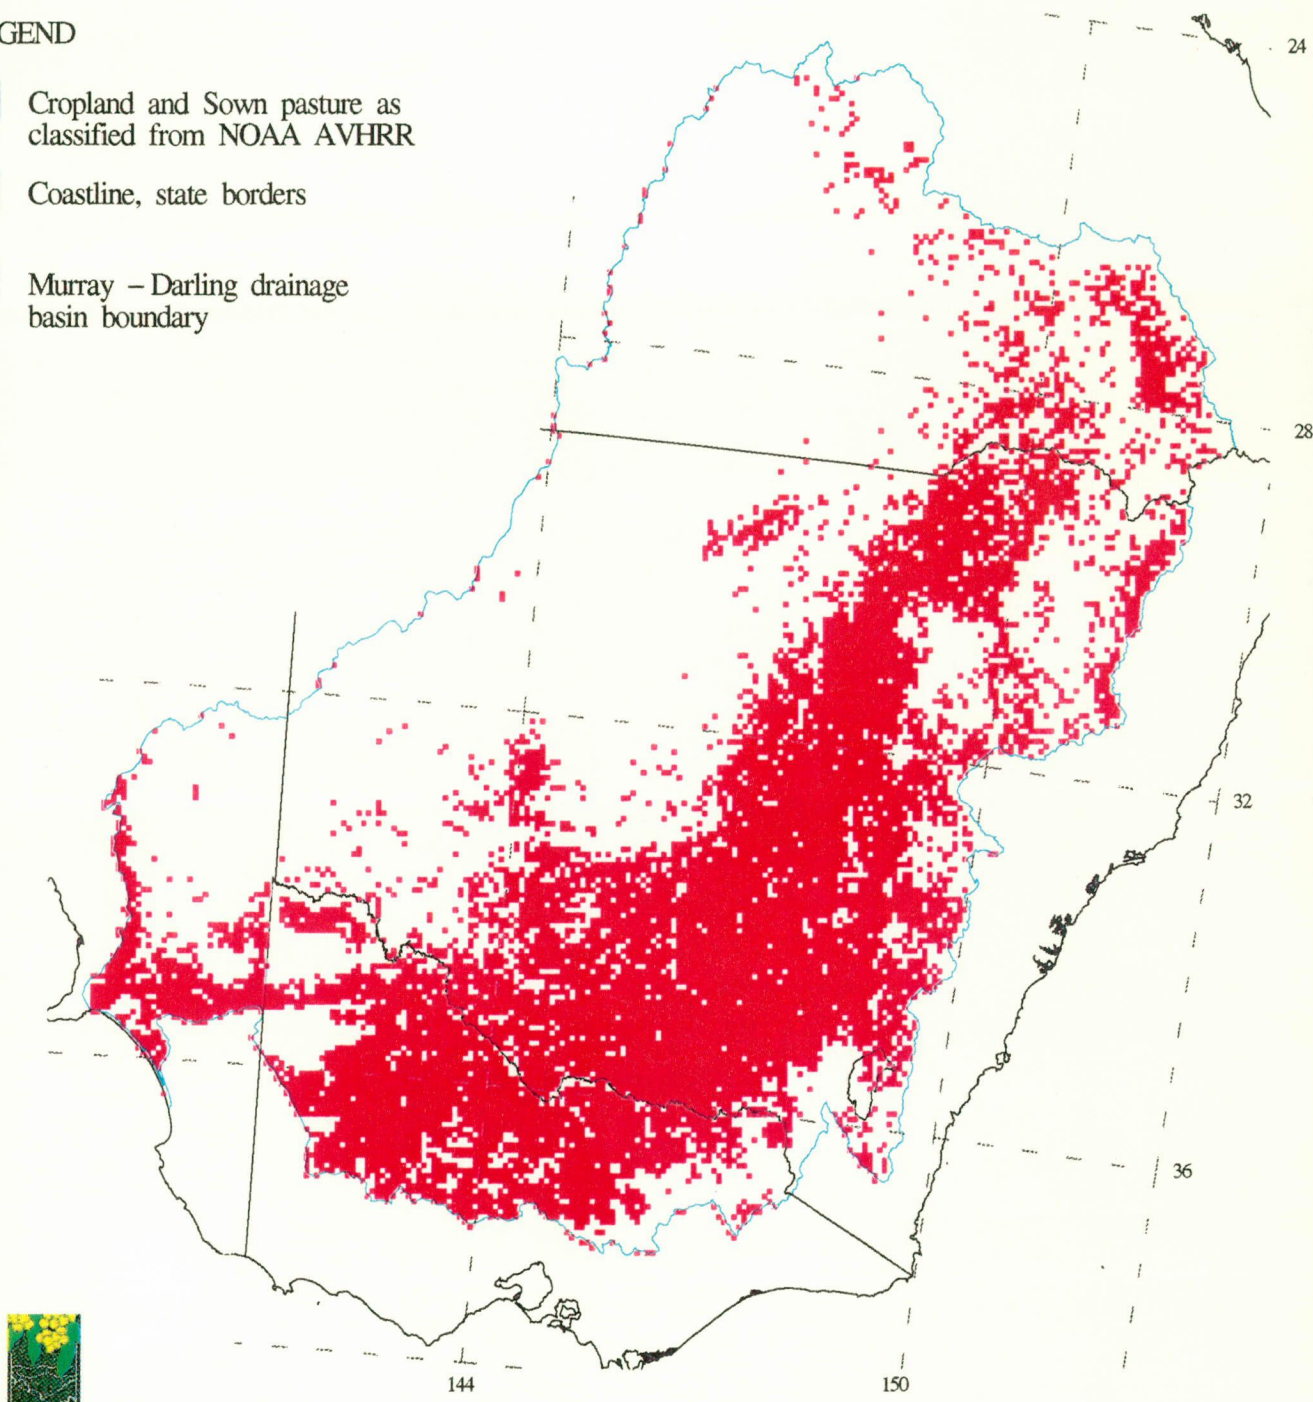 GEND
Cropland and Sown pasture as
classified from NOAA AVHRR
Coastline, state borders
Murray – Darling drainage
basin boundary
24
28
32
36
144
150